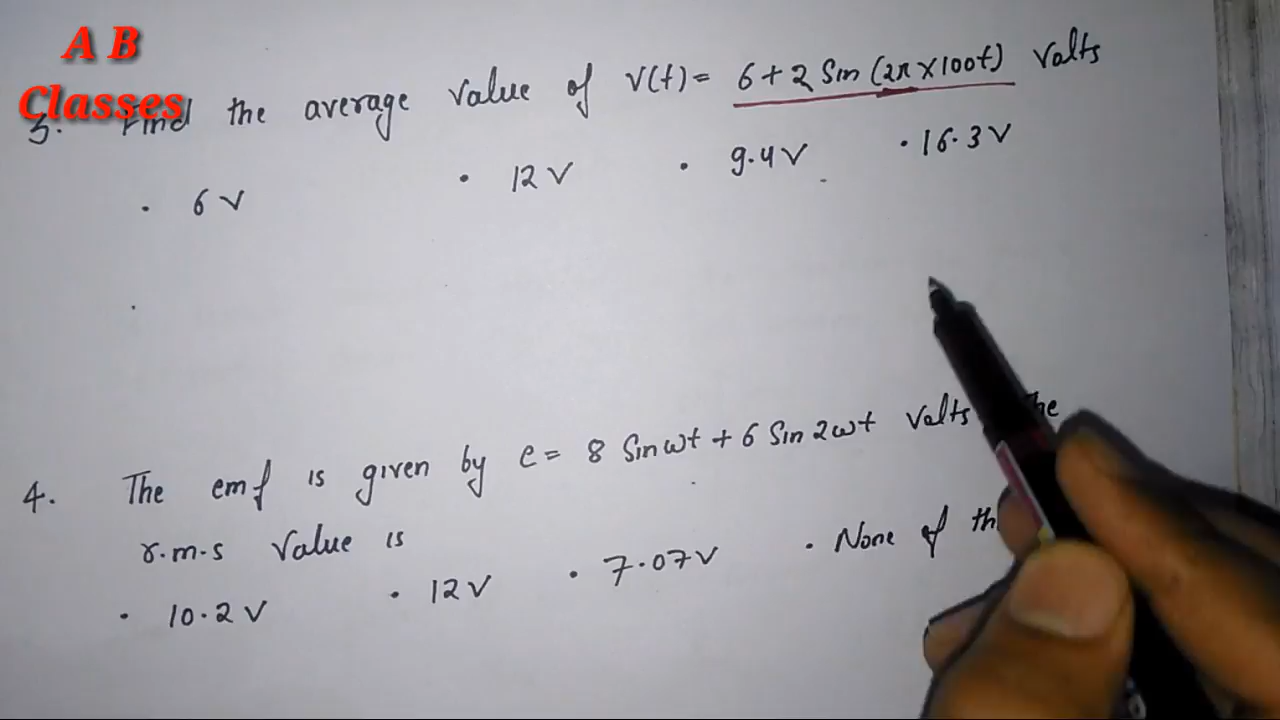 A B
Classes
3. Find the average value of V(t) = 6 + 2 Sin (2π × 100t) Volts
· 6 V · 12 V · 9.4 V · 16.3 V
4. The emf is given by e = 8 Sin ωt + 6 Sin 2ωt Volts The
r.m.s Value is
· 10.2 V · 12 V · 7.07 V · None of